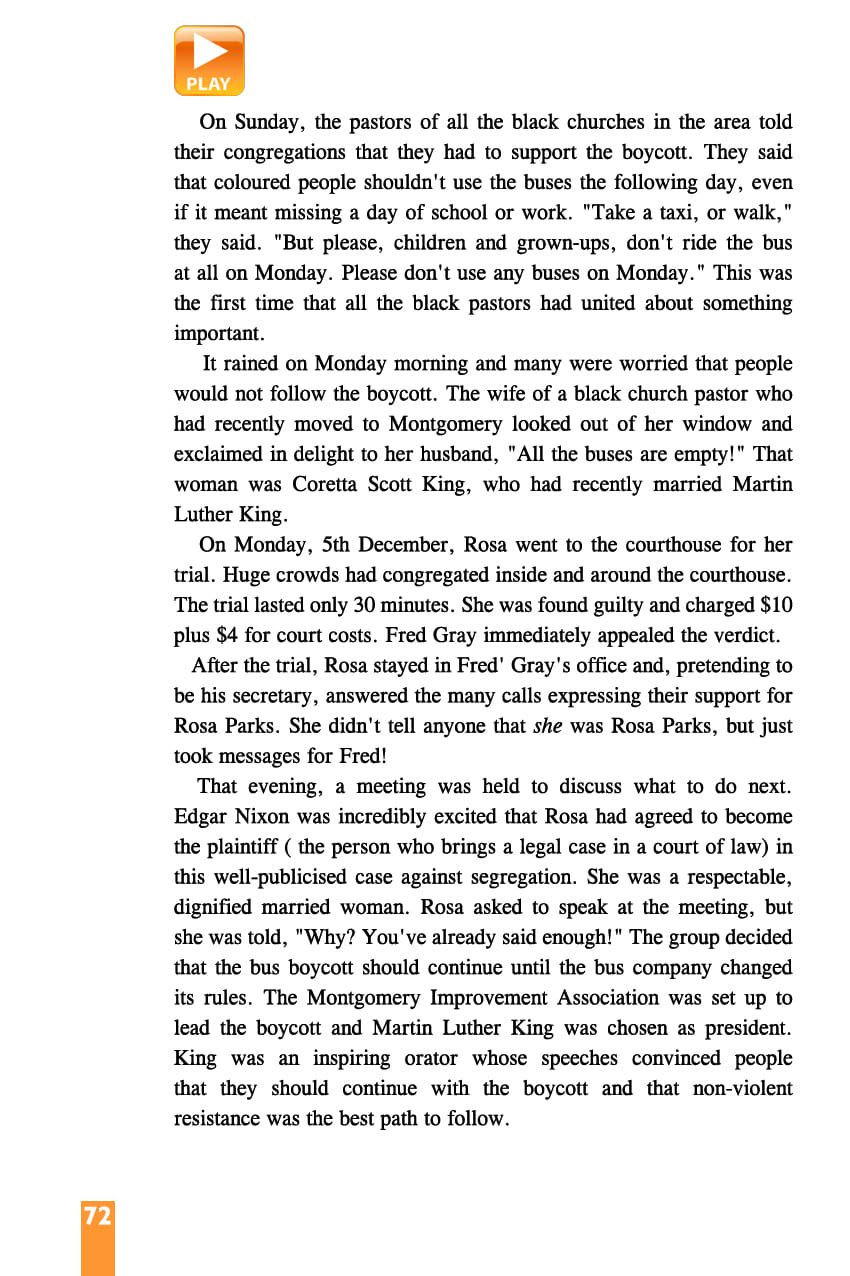 PLAY
On Sunday, the pastors of all the black churches in the area told
their congregations that they had to support the boycott. They said
that coloured people shouldn't use the buses the following day, even
if it meant missing a day of school or work. "Take a taxi, or walk,"
they said. "But please, children and grown-ups, don't ride the bus
at all on Monday. Please don't use any buses on Monday." This was
the first time that all the black pastors had united about something
important.
It rained on Monday morning and many were worried that people
would not follow the boycott. The wife of a black church pastor who
had recently moved to Montgomery looked out of her window and
exclaimed in delight to her husband, "All the buses are empty!" That
woman was Coretta Scott King, who had recently married Martin
Luther King.
On Monday, 5th December, Rosa went to the courthouse for her
trial. Huge crowds had congregated inside and around the courthouse.
The trial lasted only 30 minutes. She was found guilty and charged $10
plus $4 for court costs. Fred Gray immediately appealed the verdict.
After the trial, Rosa stayed in Fred' Gray's office and, pretending to
be his secretary, answered the many calls expressing their support for
Rosa Parks. She didn't tell anyone that she was Rosa Parks, but just
took messages for Fred!
That evening, a meeting was held to discuss what to do next.
Edgar Nixon was incredibly excited that Rosa had agreed to become
the plaintiff ( the person who brings a legal case in a court of law) in
this well-publicised case against segregation. She was a respectable,
dignified married woman. Rosa asked to speak at the meeting, but
she was told, "Why? You've already said enough!" The group decided
that the bus boycott should continue until the bus company changed
its rules. The Montgomery Improvement Association was set up to
lead the boycott and Martin Luther King was chosen as president.
King was an inspiring orator whose speeches convinced people
that they should continue with the boycott and that non-violent
resistance was the best path to follow.
72